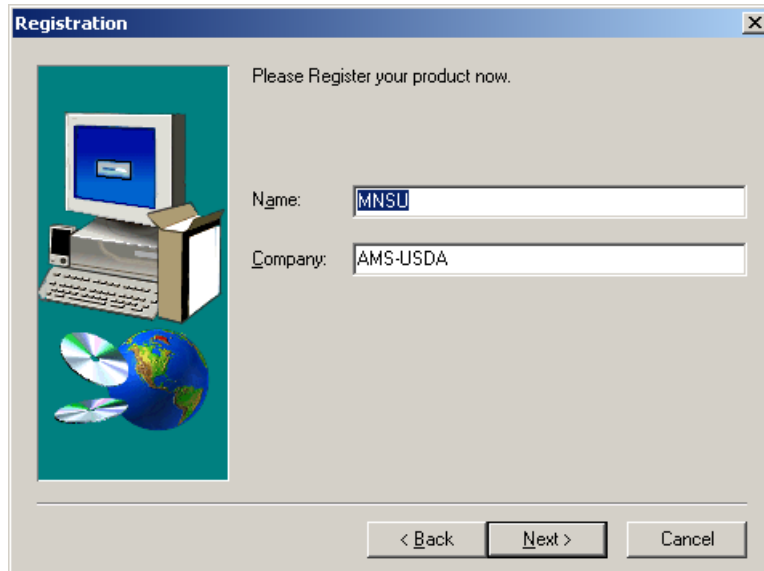 Registration
Please Register your product now.
Name: MNSU
Company: AMS-USDA
< Back Next > Cancel